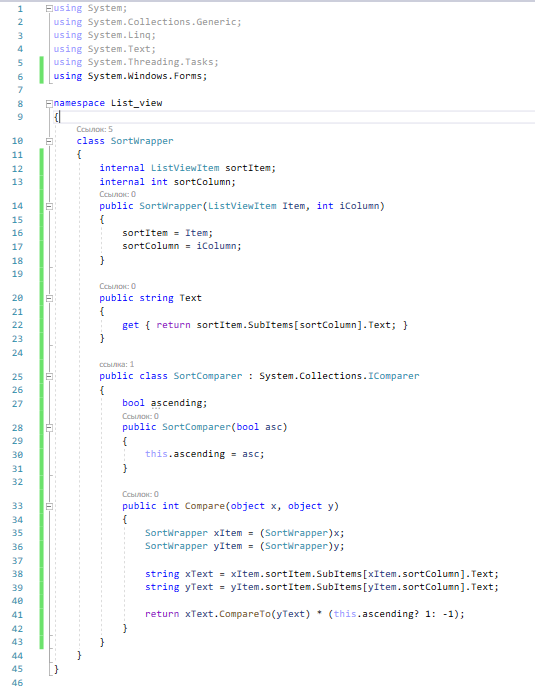 1 using System;
2 using System.Collections.Generic;
3 using System.Linq;
4 using System.Text;
5 using System.Threading.Tasks;
6 using System.Windows.Forms;
7
8 namespace List_view
9 {
Ссылок: 5
10 class SortWrapper
11 {
12 internal ListViewItem sortItem;
13 internal int sortColumn;
Ссылок: 0
14 public SortWrapper(ListViewItem Item, int iColumn)
15 {
16 sortItem = Item;
17 sortColumn = iColumn;
18 }
19
Ссылок: 0
20 public string Text
21 {
22 get { return sortItem.SubItems[sortColumn].Text; }
23 }
24
ссылка: 1
25 public class SortComparer : System.Collections.IComparer
26 {
27 bool ascending;
Ссылок: 0
28 public SortComparer(bool asc)
29 {
30 this.ascending = asc;
31 }
32
Ссылок: 0
33 public int Compare(object x, object y)
34 {
35 SortWrapper xItem = (SortWrapper)x;
36 SortWrapper yItem = (SortWrapper)y;
37
38 string xText = xItem.sortItem.SubItems[xItem.sortColumn].Text;
39 string yText = yItem.sortItem.SubItems[yItem.sortColumn].Text;
40
41 return xText.CompareTo(yText) * (this.ascending? 1: -1);
42 }
43 }
44 }
45 }
46